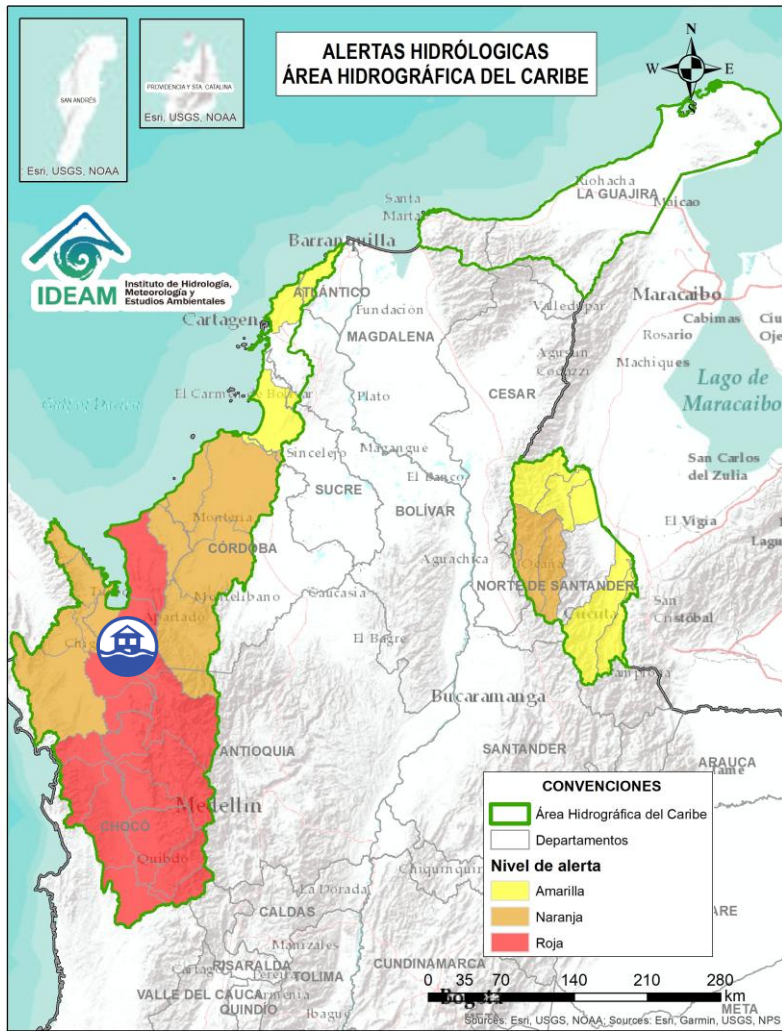 ALERTAS HIDRÓLOGICAS
ÁREA HIDROGRÁFICA DEL CARIBE
N
W E
S
SAN ANDRÉS
Esri, USGS, NOAA
PROVIDENCIA Y STA. CATALINA
Esri, USGS, NOAA
IDEAM
Instituto de Hidrología,
Meteorología y
Estudios Ambientales
Riohacha
LA GUAJIRA
Maicao
Santa
Marta
Barranquilla
ATLÁNTICO
Cartagena
Fundación
MAGDALENA
Valledupar
Maracaibo
Cabimas
Rosario
Machiques
Agustín
Codazzi
CESAR
Lago de
Maracaibo
El Carmen de Bolívar
Plato
Sincelejo
Magangue
SUCRE
El Banco
BOLÍVAR
San Carlos
del Zulia
El Vigia
Montería
CÓRDOBA
Aguachica
Ocaña
NORTE DE SANTANDER
Montelibano
Caucasia
Cúcuta
San
Cristóbal
Apartado
El Bagre
Pamplona
Bucaramanga
ANTIOQUIA
SANTANDER
ARAUCA
Medellín
CHOCÓ
Quibdó
La Dorada
CALDAS
Manizales
RISARALDA
Pereira
TOLIMA
CUNDINAMARCA
VALLE DEL CAUCA
Armenia
QUINDÍO
Ibague
Bogotá
META
CONVENCIONES
Área Hidrográfica del Caribe
Departamentos
Nivel de alerta
Amarilla
Naranja
Roja
0 35 70 140 210 280
km
Sources: Esri, USGS, NOAA; Sources: Esri, Garmin, USGS, NPS